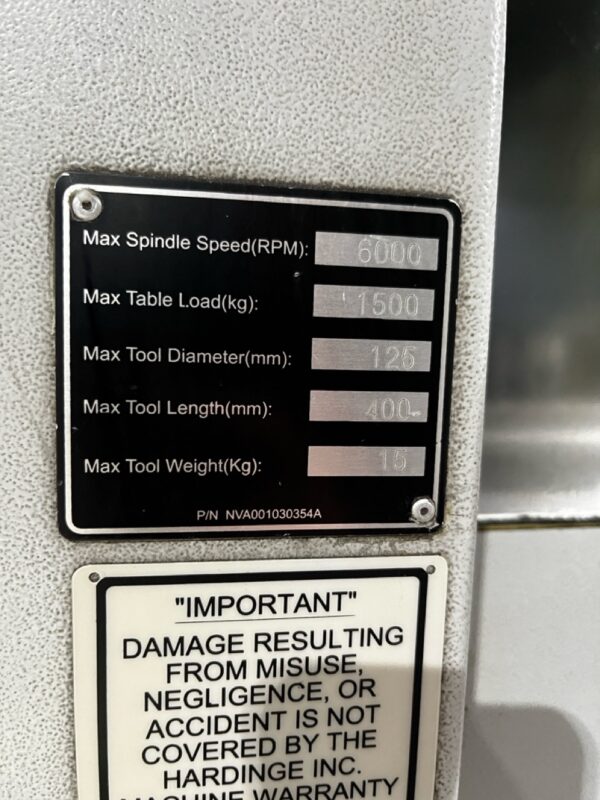 Max Spindle Speed(RPM): 6000
Max Table Load(kg): 1500
Max Tool Diameter(mm): 125
Max Tool Length(mm): 400
Max Tool Weight(Kg): 15
P/N NVA001030354A
"IMPORTANT"
DAMAGE RESULTING
FROM MISUSE,
NEGLIGENCE, OR
ACCIDENT IS NOT
COVERED BY THE
HARDINGE INC.
MACHINE WARRANTY